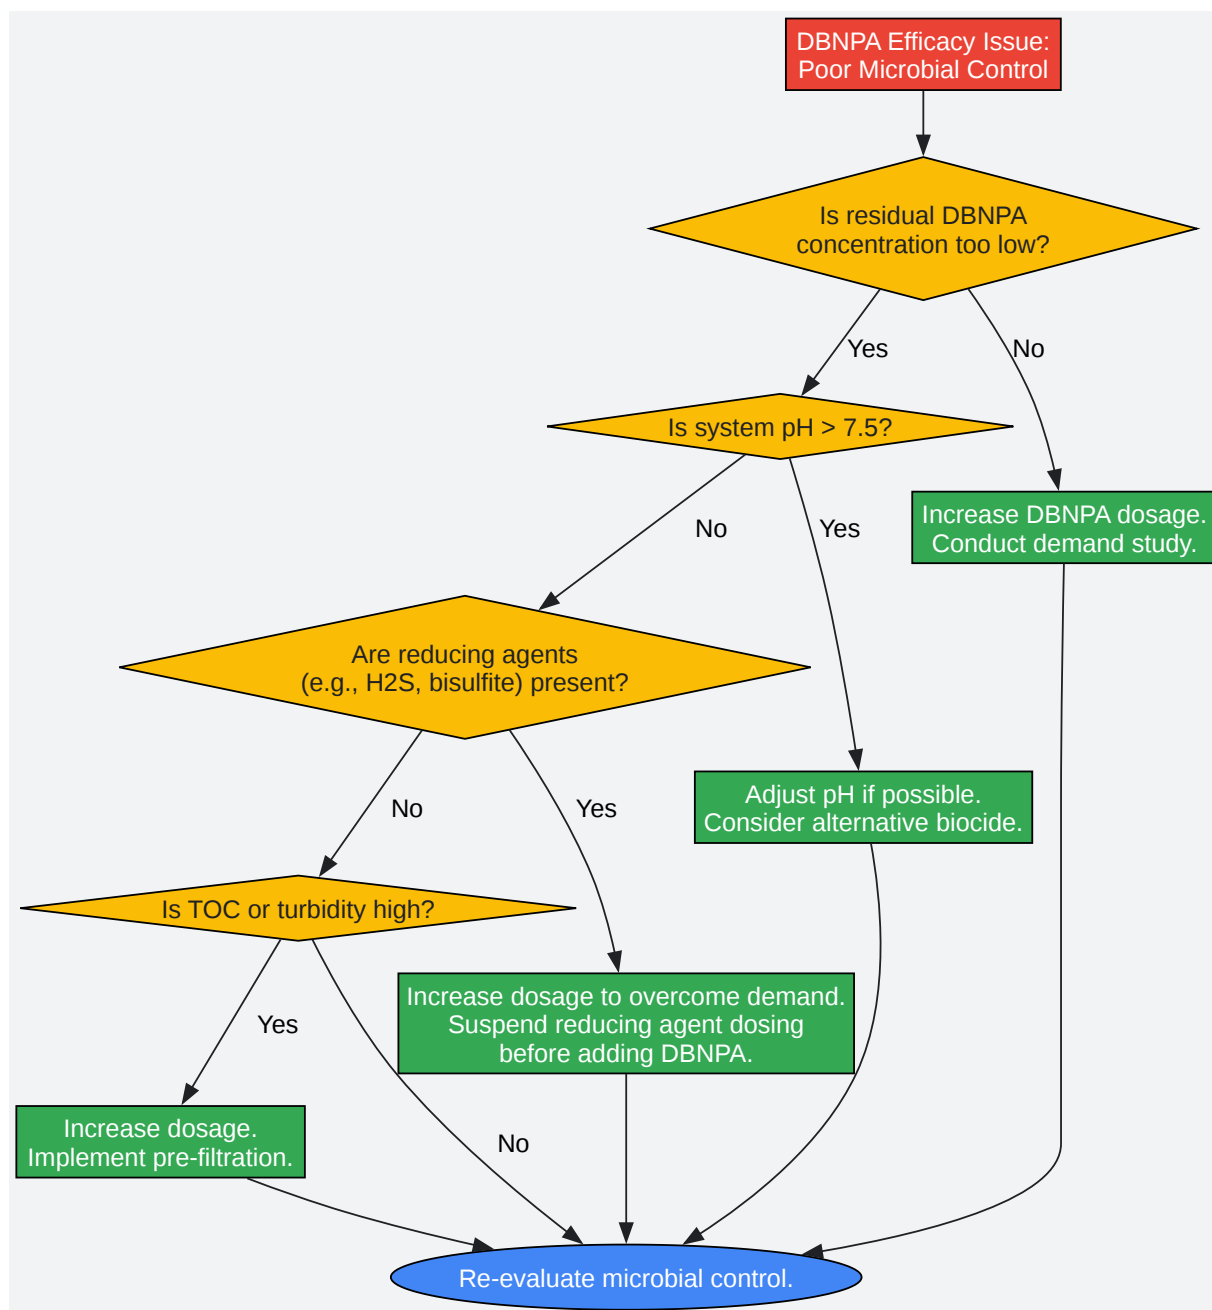 DBNPA Efficacy Issue:
Poor Microbial Control
Is residual DBNPA
concentration too low?
Yes
No
Is system pH > 7.5?
Increase DBNPA dosage.
Conduct demand study.
No
Yes
Are reducing agents
(e.g., H2S, bisulfite) present?
Adjust pH if possible.
Consider alternative biocide.
No
Yes
Is TOC or turbidity high?
Increase dosage to overcome demand.
Suspend reducing agent dosing
before adding DBNPA.
Yes
Increase dosage.
Implement pre-filtration.
No
Re-evaluate microbial control.